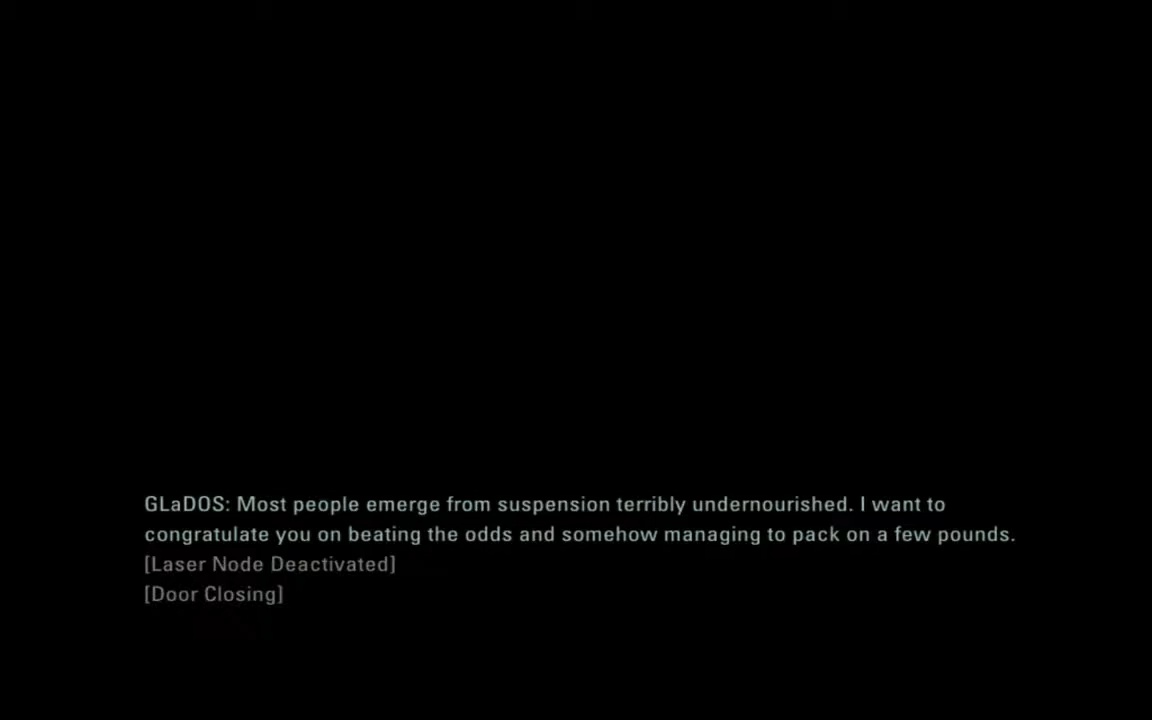 GLaDOS: Most people emerge from suspension terribly undernourished. I want to
congratulate you on beating the odds and somehow managing to pack on a few pounds.
[Laser Node Deactivated]
[Door Closing]